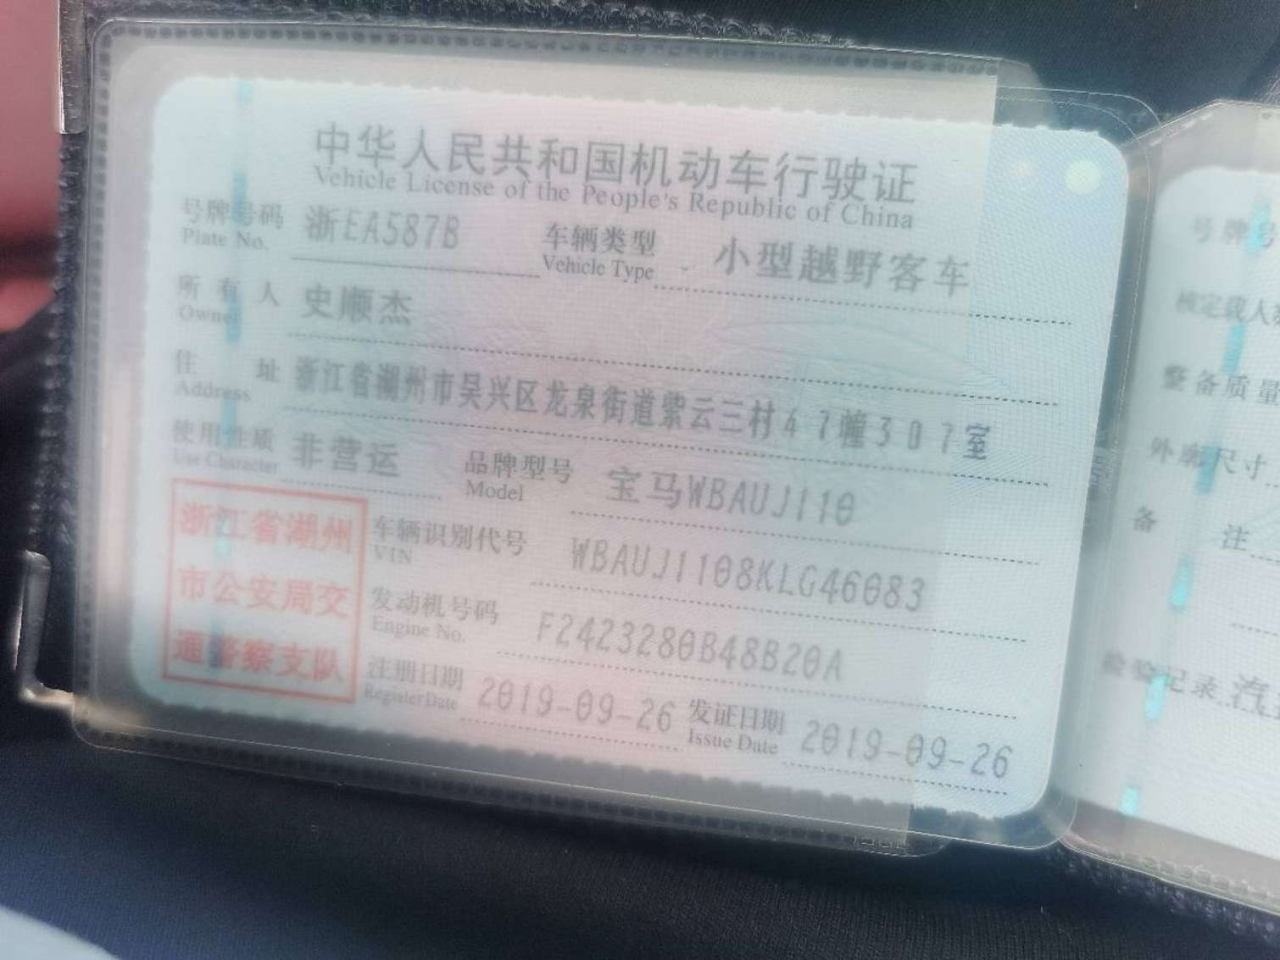 中华人民共和国机动车行驶证
Vehicle License of the People's Republic of China
号牌号码 浙EA587B 车辆类型 小型越野客车
Plate No. Vehicle Type
所有人 史顺杰
Owner
住址 浙江省湖州市吴兴区龙泉街道紫云三村47幢307室
Address
使用性质 非营运 品牌型号 宝马WBAUJ110
Use Character Model
车辆识别代号 WBAUJ1108KLG46083
VIN
发动机号码 F2423280B48B20A
Engine No.
注册日期 2019-09-26 发证日期 2019-09-26
Register Date Issue Date
浙江省湖州
市公安局交
通警察支队
号牌号
核定载人
整备质量
外廓尺寸
备注
检验记录 汽